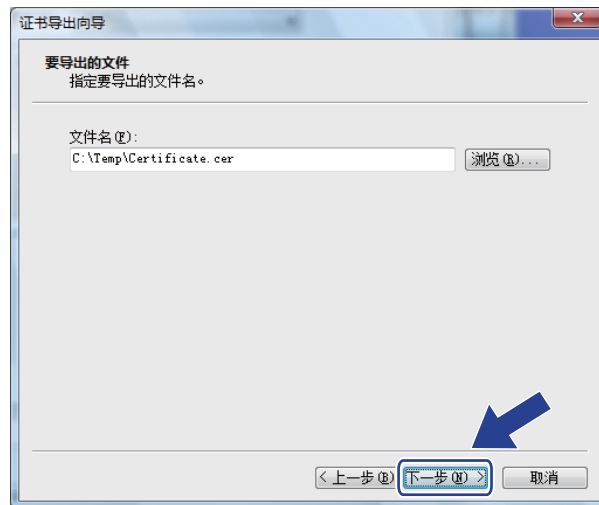 证书导出向导
要导出的文件
指定要导出的文件名。
文件名(F):
C:\Temp\Certificate.cer
浏览(R)...
<上一步(B) 下一步(N)> 取消